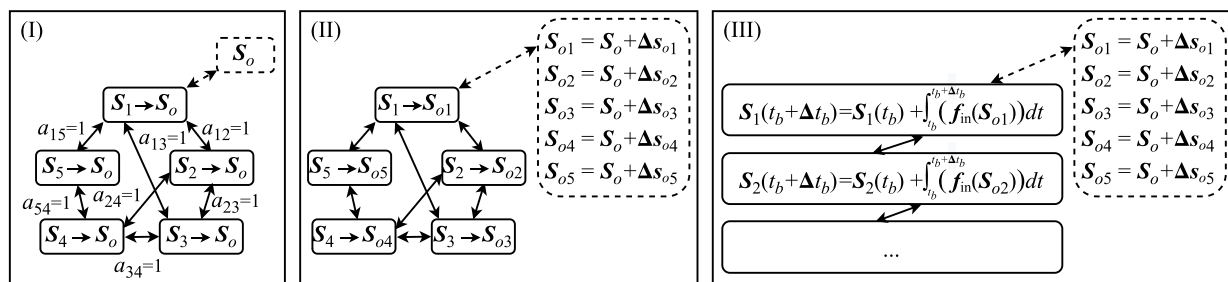 (I)
S_o
S_1 → S_o
a_15=1
a_13=1
a_12=1
S_5 → S_o
S_2 → S_o
a_54=1
a_24=1
a_23=1
S_4 → S_o
S_3 → S_o
a_34=1
(II)
S_o1 = S_o + Δs_o1
S_o2 = S_o + Δs_o2
S_o3 = S_o + Δs_o3
S_o4 = S_o + Δs_o4
S_o5 = S_o + Δs_o5
S_1 → S_o1
S_5 → S_o5
S_2 → S_o2
S_4 → S_o4
S_3 → S_o3
(III)
S_o1 = S_o + Δs_o1
S_o2 = S_o + Δs_o2
S_o3 = S_o + Δs_o3
S_o4 = S_o + Δs_o4
S_o5 = S_o + Δs_o5
S_1(t_b+Δt_b)=S_1(t_b)+∫_{t_b}^{t_b+Δt_b}(f_in(S_o1))dt
S_2(t_b+Δt_b)=S_2(t_b)+∫_{t_b}^{t_b+Δt_b}(f_in(S_o2))dt
...